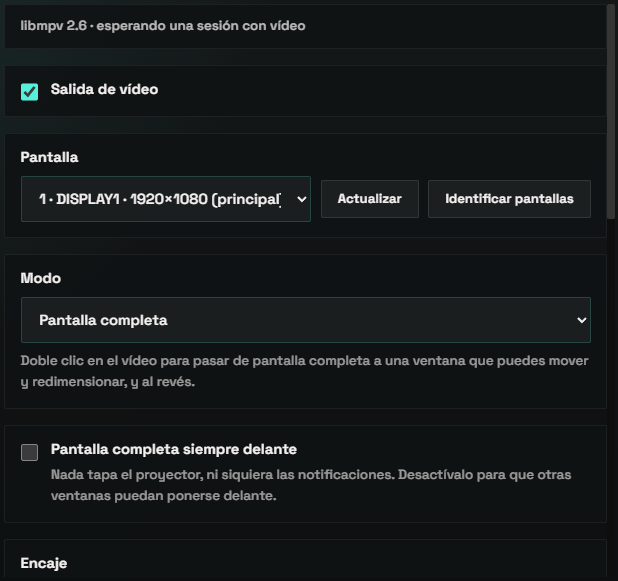 libmpv 2.6 · esperando una sesión con vídeo
Salida de vídeo
Pantalla
1 · DISPLAY1 · 1920×1080 (principal)
Actualizar
Identificar pantallas
Modo
Pantalla completa
Doble clic en el vídeo para pasar de pantalla completa a una ventana que puedes mover
y redimensionar, y al revés.
Pantalla completa siempre delante
Nada tapa el proyector, ni siquiera las notificaciones. Desactívalo para que otras
ventanas puedan ponerse delante.
Encaje